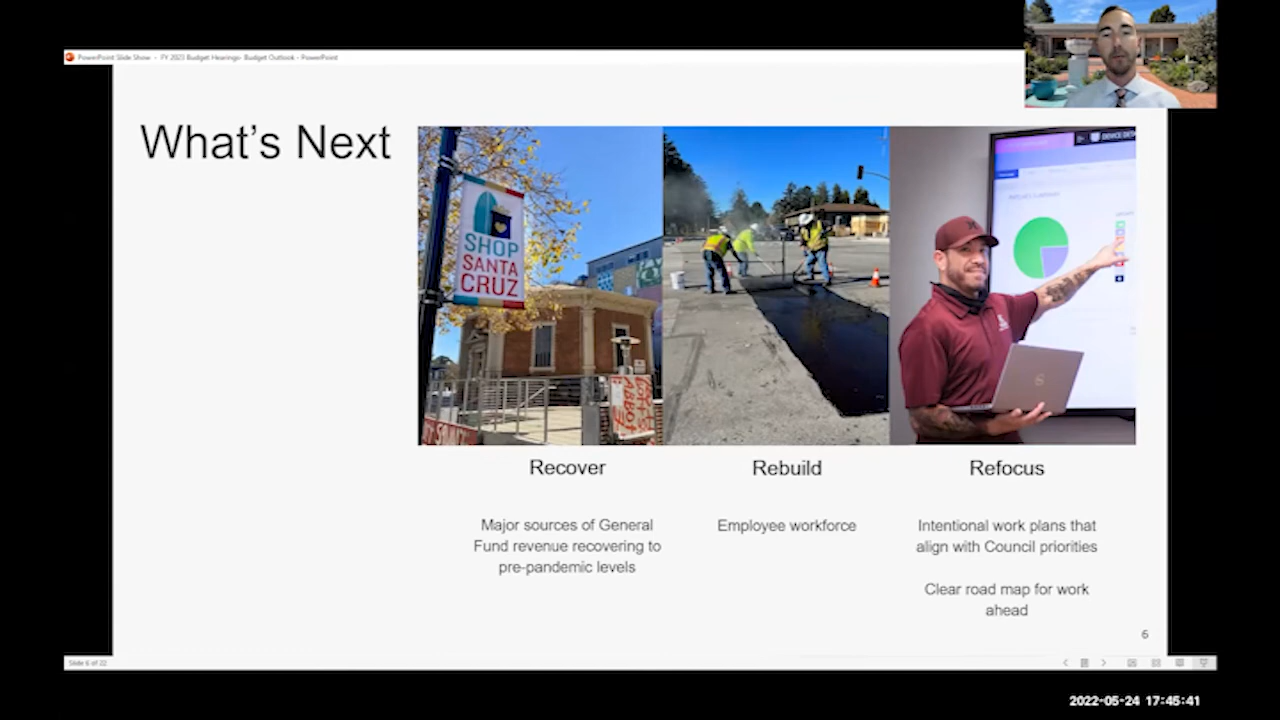 PowerPoint Slide Show - FY 2023 Budget Hearings- Budget Outlook - PowerPoint
What's Next
SHOP
SANTA
CRUZ
DEVICE
Recover
Rebuild
Refocus
Major sources of General
Fund revenue recovering to
pre-pandemic levels
Employee workforce
Intentional work plans that
align with Council priorities
Clear road map for work
ahead
6
Slide 6 of 22
2022-05-24 17:45:41